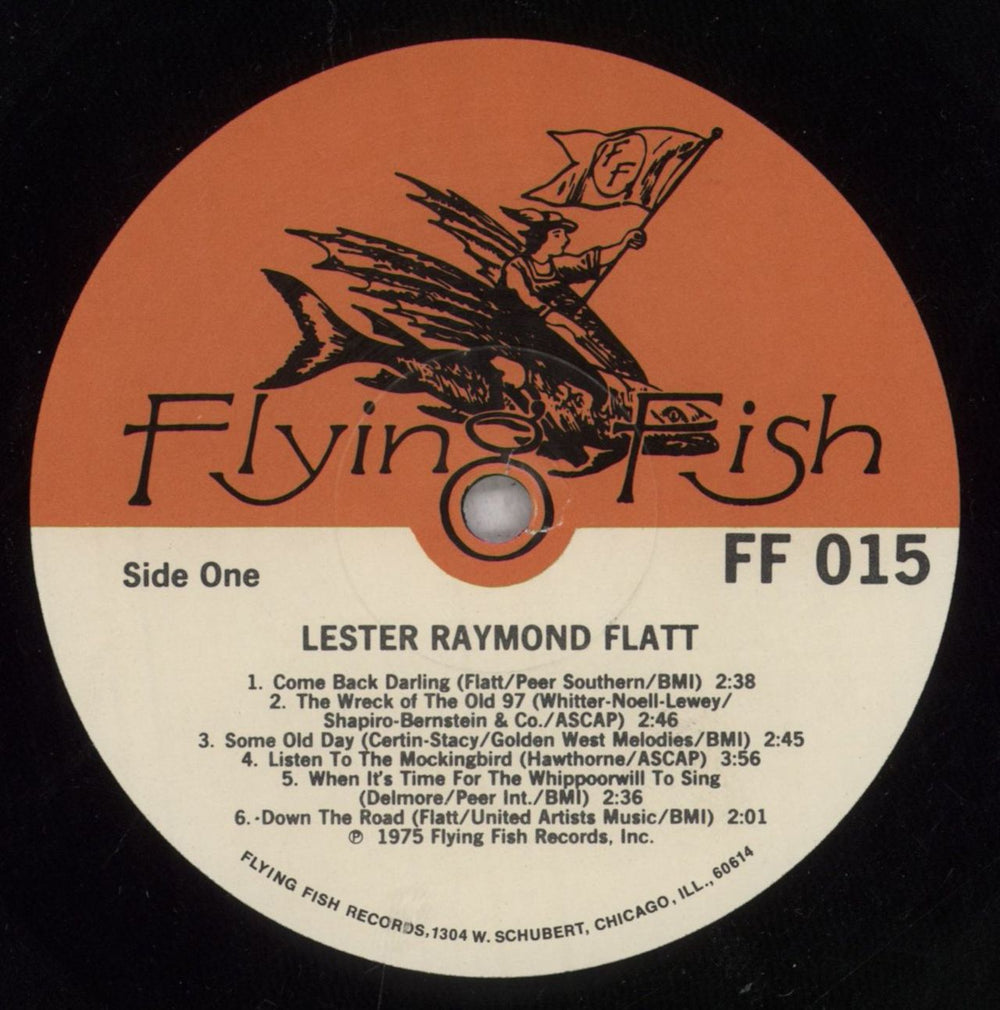 FF
Flying Fish
Side One
FF 015
LESTER RAYMOND FLATT
1. Come Back Darling (Flatt/Peer Southern/BMI) 2:38
2. The Wreck of The Old 97 (Whitter-Noell-Lewey/
Shapiro-Bernstein & Co./ASCAP) 2:46
3. Some Old Day (Certin-Stacy/Golden West Melodies/BMI) 2:45
4. Listen To The Mockingbird (Hawthorne/ASCAP) 3:56
5. When It's Time For The Whippoorwill To Sing
(Delmore/Peer Int./BMI) 2:36
6. Down The Road (Flatt/United Artists Music/BMI) 2:01
℗ 1975 Flying Fish Records, Inc.
FLYING FISH RECORDS, 1304 W. SCHUBERT, CHICAGO, ILL., 60614